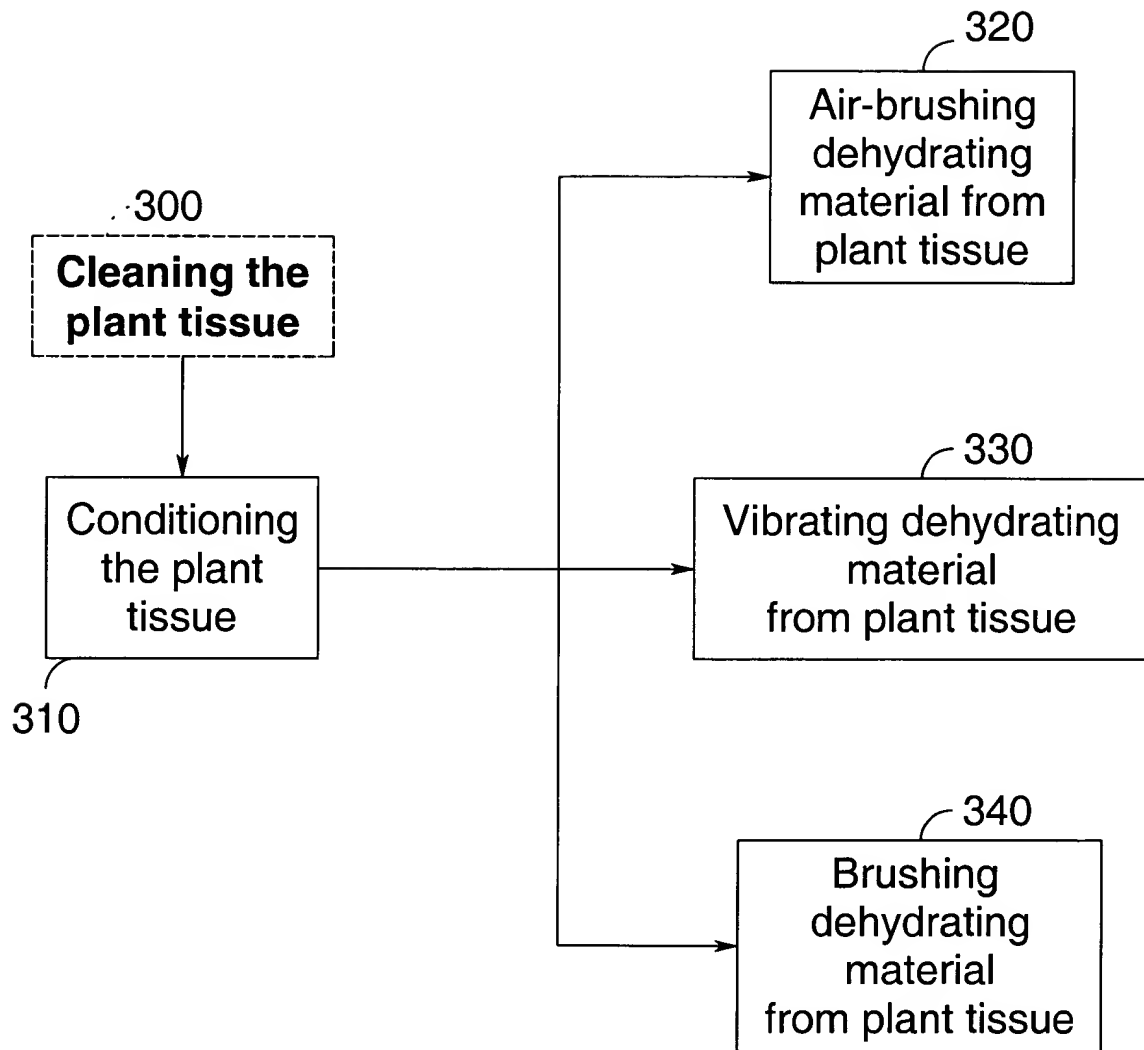 300
Cleaning the
plant tissue
Conditioning
the plant
tissue
310
320
Air-brushing
dehydrating
material from
plant tissue
330
Vibrating dehydrating
material
from plant tissue
340
Brushing
dehydrating
material
from plant tissue